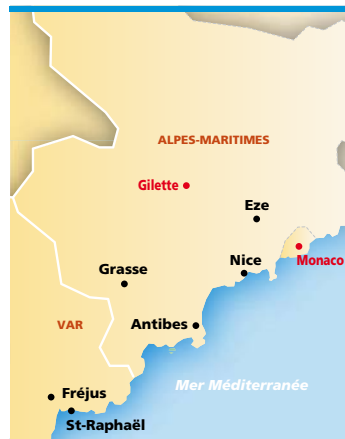 ALPES-MARITIMES
Gilette
Eze
Monaco
Nice
Grasse
VAR
Antibes
Mer Méditerranée
Fréjus
St-Raphaël